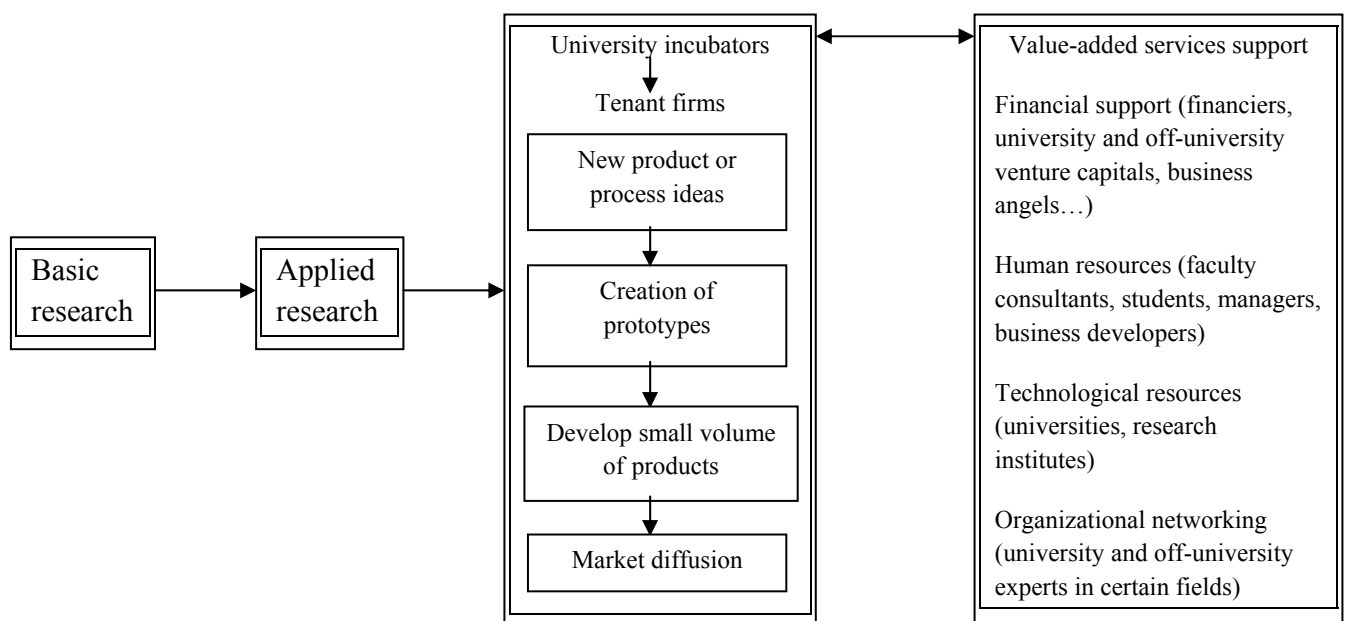 Basic
research
Applied
research
University incubators
Tenant firms
New product or
process ideas
Creation of
prototypes
Develop small volume
of products
Market diffusion
Value-added services support
Financial support (financiers,
university and off-university
venture capitals, business
angels…)
Human resources (faculty
consultants, students, managers,
business developers)
Technological resources
(universities, research
institutes)
Organizational networking
(university and off-university
experts in certain fields)